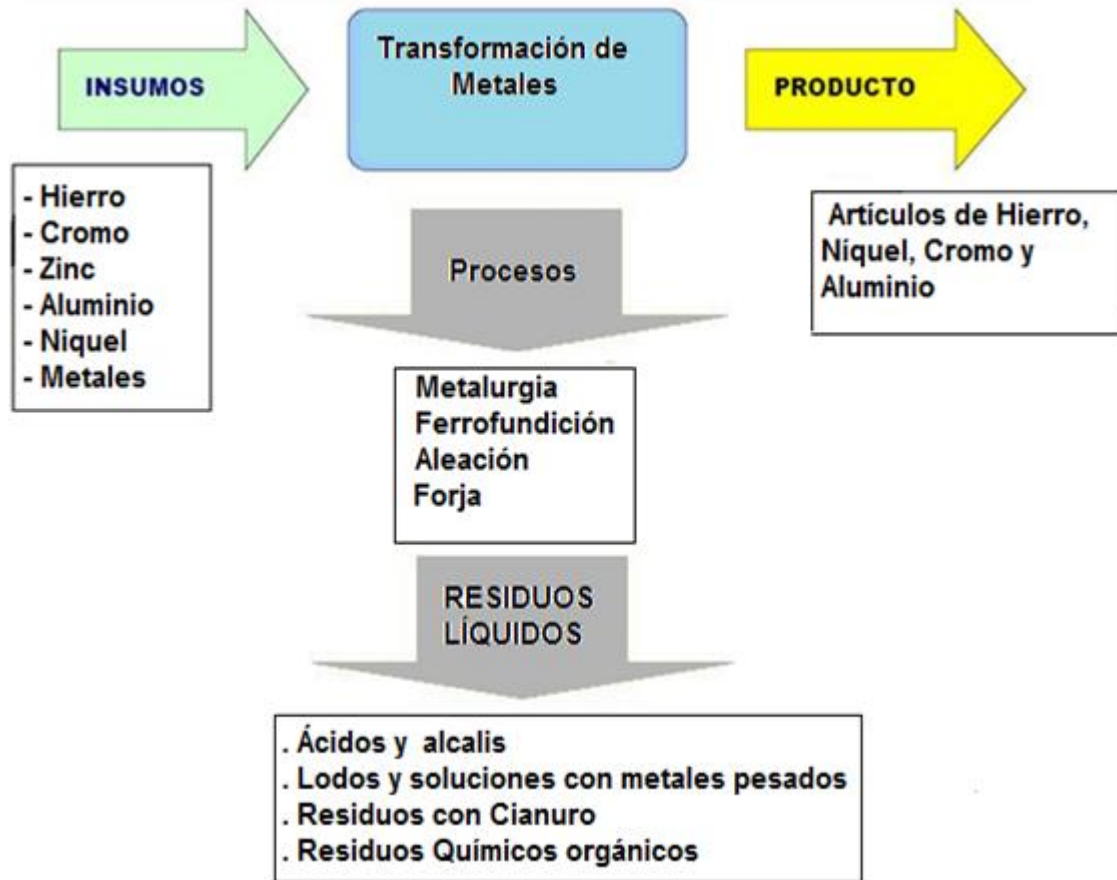 INSUMOS
Transformación de
Metales
PRODUCTO
- Hierro
- Cromo
- Zinc
- Aluminio
- Niquel
- Metales
Artículos de Hierro,
Níquel, Cromo y
Aluminio
Procesos
Metalurgia
Ferrofundición
Aleación
Forja
RESIDUOS
LÍQUIDOS
. Ácidos y alcalis
. Lodos y soluciones con metales pesados
. Residuos con Cianuro
. Residuos Químicos orgánicos